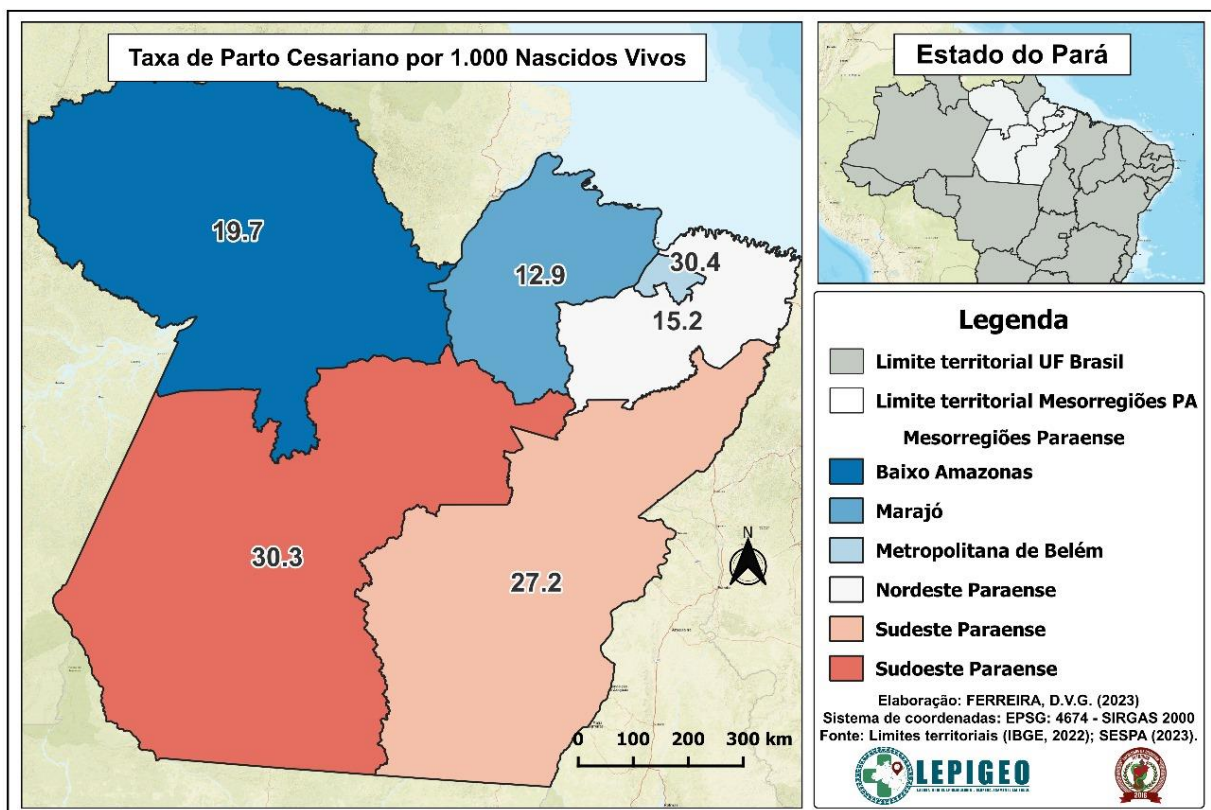 Taxa de Parto Cesariano por 1.000 Nascidos Vivos
19.7
12.9
30.4
15.2
30.3
27.2
N
0 100 200 300 km
Estado do Pará
Legenda
Limite territorial UF Brasil
Limite territorial Mesorregiões PA
Mesorregiões Paraense
Baixo Amazonas
Marajó
Metropolitana de Belém
Nordeste Paraense
Sudeste Paraense
Sudoeste Paraense
Elaboração: FERREIRA, D.V.G. (2023)
Sistema de coordenadas: EPSG: 4674 - SIRGAS 2000
Fonte: Limites territoriais (IBGE, 2022); SESPA (2023).
LEPIGEO
2016